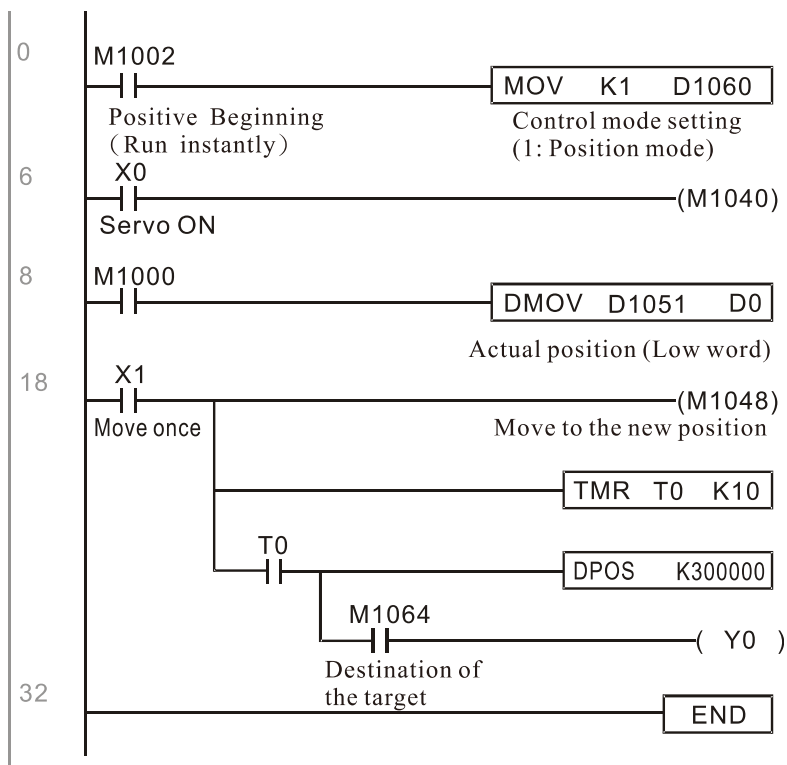 0
M1002
MOV K1 D1060
Positive Beginning
(Run instantly)
Control mode setting
(1: Position mode)
6
X0
(M1040)
Servo ON
8
M1000
DMOV D1051 D0
Actual position (Low word)
18
X1
(M1048)
Move once
Move to the new position
TMR T0 K10
T0
DPOS K300000
M1064
( Y0 )
Destination of
the target
32
END